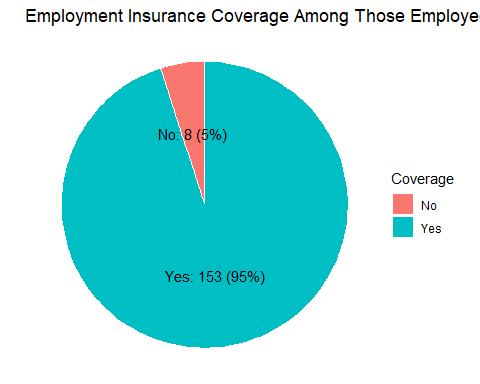 Employment Insurance Coverage Among Those Employe
No: 8 (5%)
Coverage
No
Yes
Yes: 153 (95%)